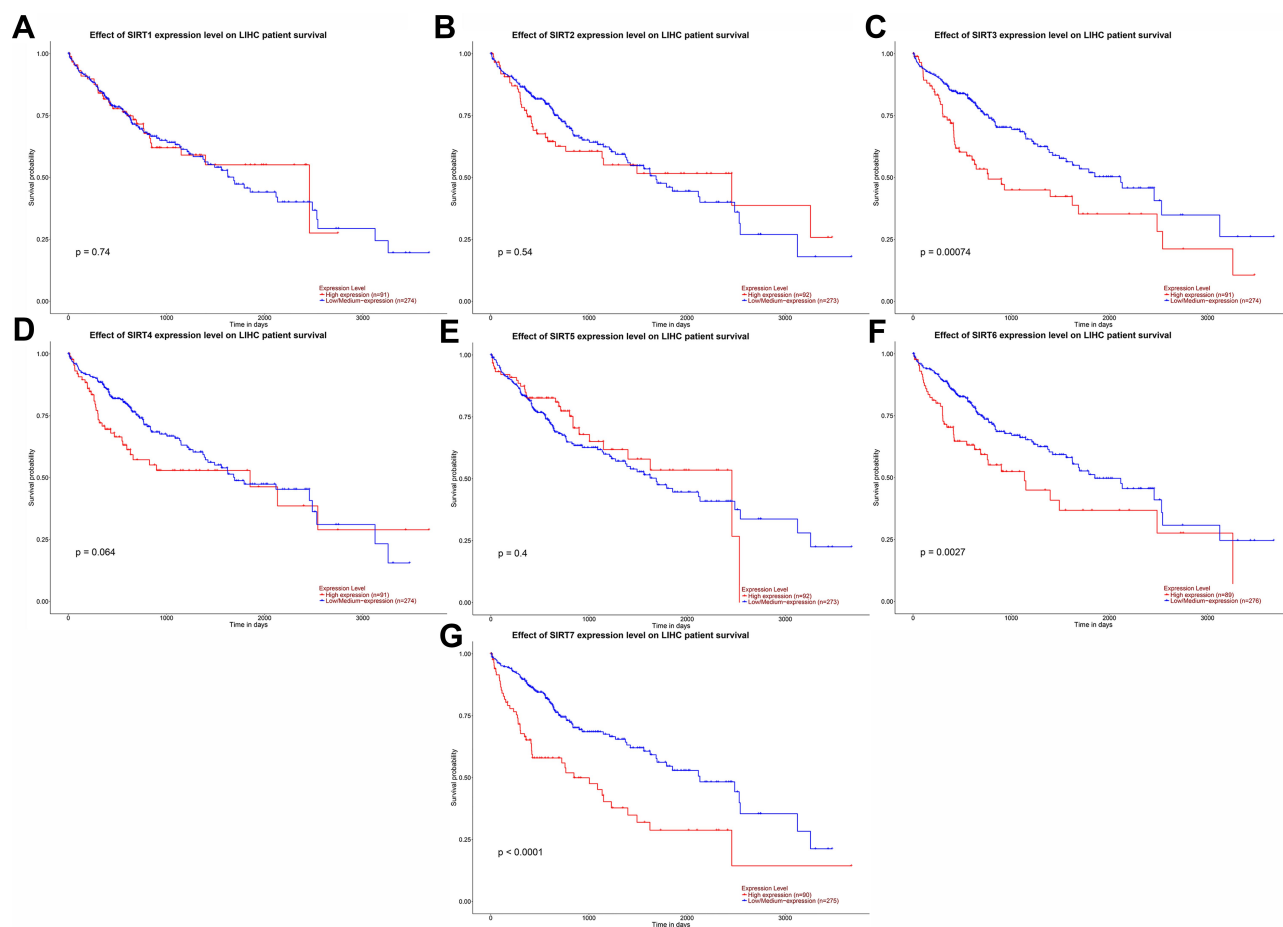 A
Effect of SIRT1 expression level on LIHC patient survival
1.00
0.75
0.50
0.25
0.00
Survival probability
p = 0.74
Expression Level
High expression (n=91)
Low/Medium-expression (n=274)
0 1000 2000 3000
Time in days
B
Effect of SIRT2 expression level on LIHC patient survival
1.00
0.75
0.50
0.25
0.00
Survival probability
p = 0.54
Expression Level
High expression (n=92)
Low/Medium-expression (n=273)
0 1000 2000 3000
Time in days
C
Effect of SIRT3 expression level on LIHC patient survival
1.00
0.75
0.50
0.25
0.00
Survival probability
p = 0.00074
Expression Level
High expression (n=91)
Low/Medium-expression (n=274)
0 1000 2000 3000
Time in days
D
Effect of SIRT4 expression level on LIHC patient survival
1.00
0.75
0.50
0.25
0.00
Survival probability
p = 0.064
Expression Level
High expression (n=91)
Low/Medium-expression (n=274)
0 1000 2000 3000
Time in days
E
Effect of SIRT5 expression level on LIHC patient survival
1.00
0.75
0.50
0.25
0.00
Survival probability
p = 0.4
Expression Level
High expression (n=92)
Low/Medium-expression (n=273)
0 1000 2000 3000
Time in days
F
Effect of SIRT6 expression level on LIHC patient survival
1.00
0.75
0.50
0.25
0.00
Survival probability
p = 0.0027
Expression Level
High expression (n=89)
Low/Medium-expression (n=276)
0 1000 2000 3000
Time in days
G
Effect of SIRT7 expression level on LIHC patient survival
1.00
0.75
0.50
0.25
0.00
Survival probability
p < 0.0001
Expression Level
High expression (n=90)
Low/Medium-expression (n=275)
0 1000 2000 3000
Time in days